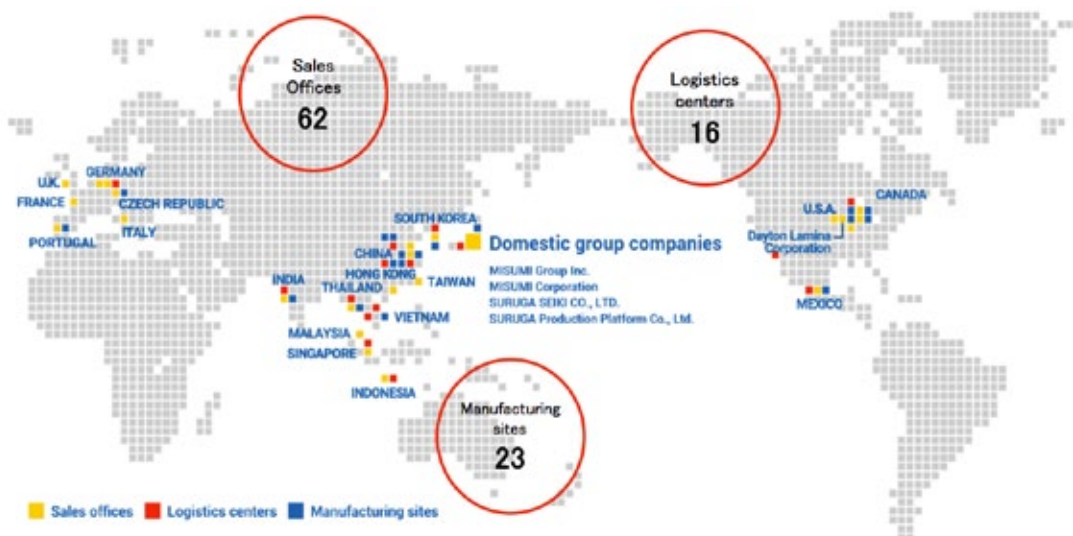 Sales
Offices
62
Logistics
centers
16
GERMANY
U.K.
FRANCE
CZECH REPUBLIC
ITALY
PORTUGAL
SOUTH KOREA
CHINA
HONG KONG
TAIWAN
INDIA
THAILAND
VIETNAM
MALAYSIA
SINGAPORE
INDONESIA
Domestic group companies
MISUMI Group Inc.
MISUMI Corporation
SURUGA SEIKI CO., LTD.
SURUGA Production Platform Co., Ltd.
CANADA
U.S.A.
Dayton Lamina
Corporation
MEXICO
Manufacturing
sites
23
Sales offices
Logistics centers
Manufacturing sites